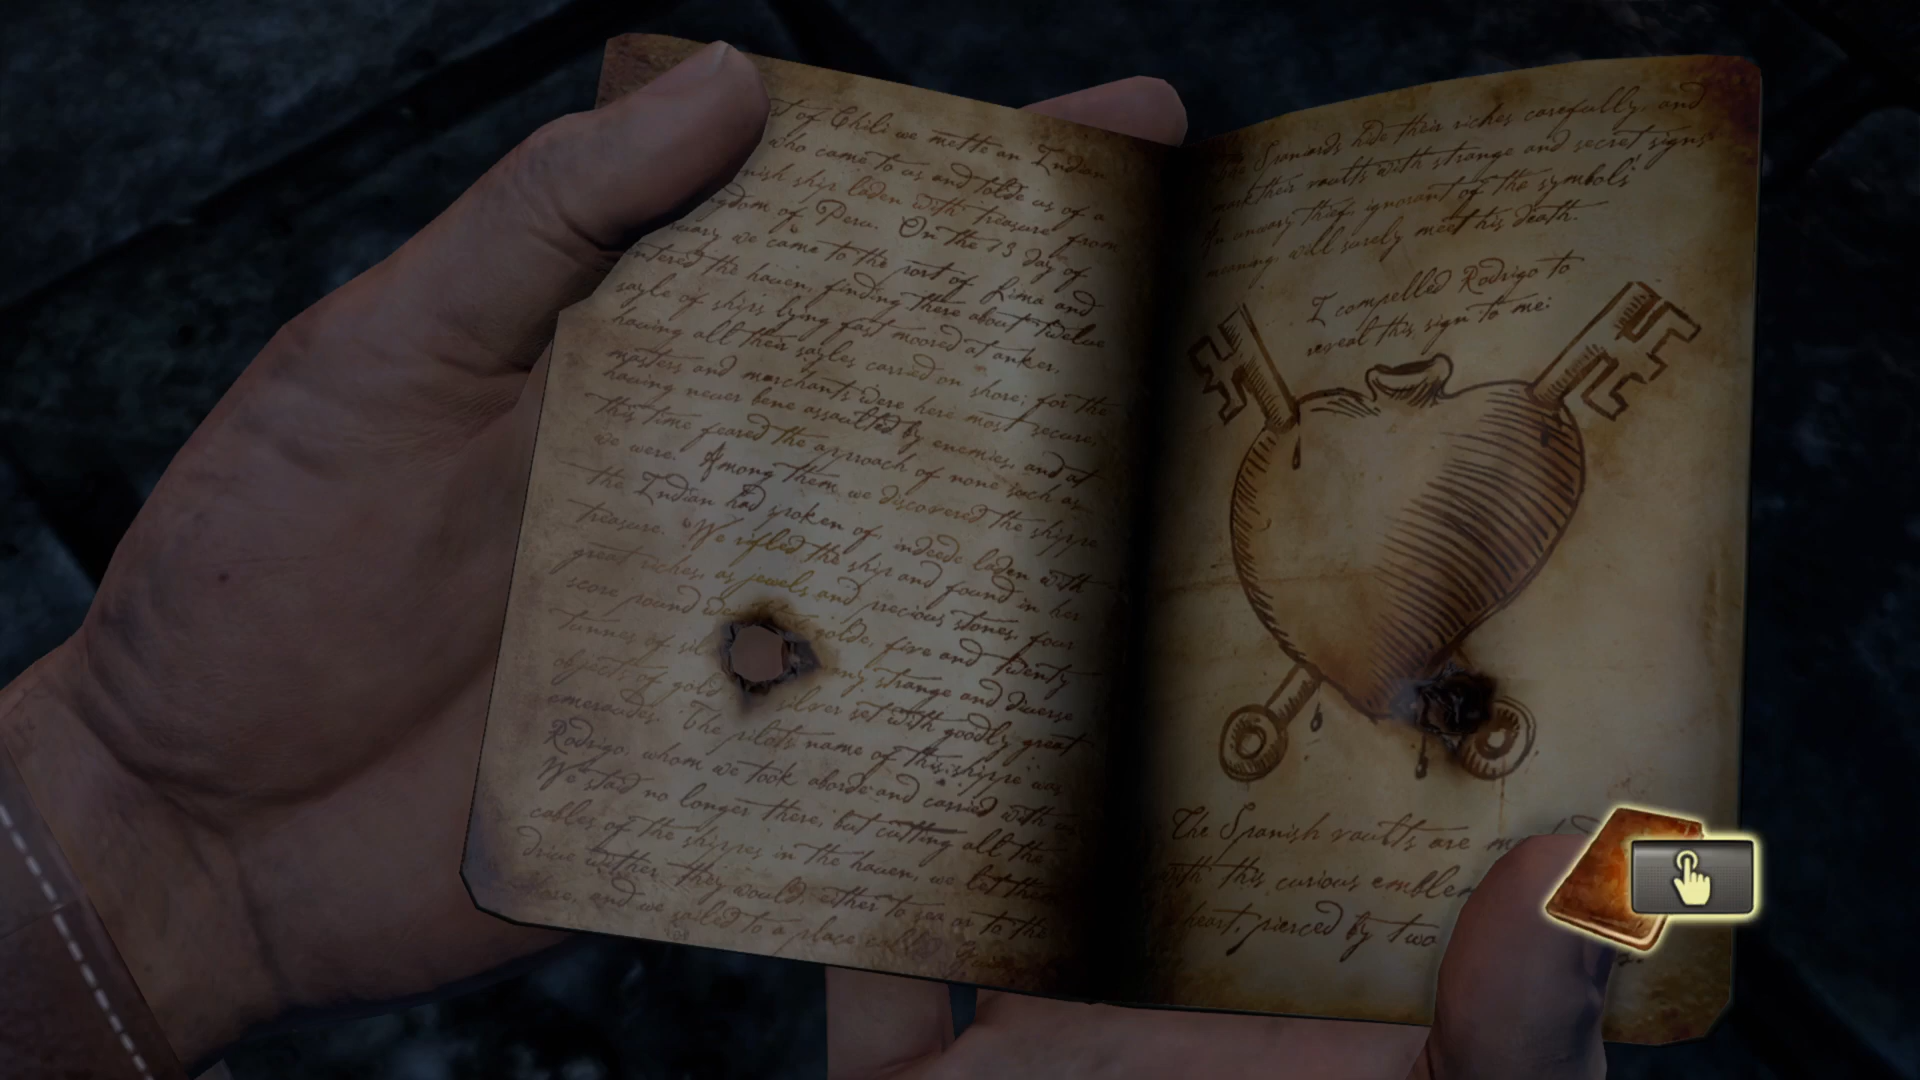 st of Chili we mette an Indian
who came to us and tolde us of a
nish ship laden with treasure from
ngdom of Peru. On the 13 day of
ruary we came to the port of Lima and
entered the hauen, finding there about twelue
sayle of ships lying fast moored at anker,
hauing all their sayles carried on shore; for the
masters and marchants were here most secure,
hauing neuer bene assaulted by enemies, and at
this time feared the approach of none such as
we were. Among them we discovered the shippe
the Indian had spoken of, indeede laden with
treasure. We rifled the ship and found in her
great riches, as jewels and precious stones, four
score pound golde, fiue and twenty
tunnes of sil ny strange and diuerse
objects of gold silver set with goodly great
emeraudes. The pilots name of this shippe was
Rodrigo, whom we took aborde and carried with us
We staid no longer there, but cutting all the
cables of the shippes in the hauen, we let them
driue whither they would, either to sea or to the
shore, and we sailed to a place
The Spaniards hide their riches carefully, and
mark their vaults with strange and secret signs
An unwary thief, ignorant of the symbols'
meaning, will surely meet his death.
I compelled Rodrigo to
reveal this sign to me:
The Spanish vaults are
with this curious emblem
heart, pierced by two